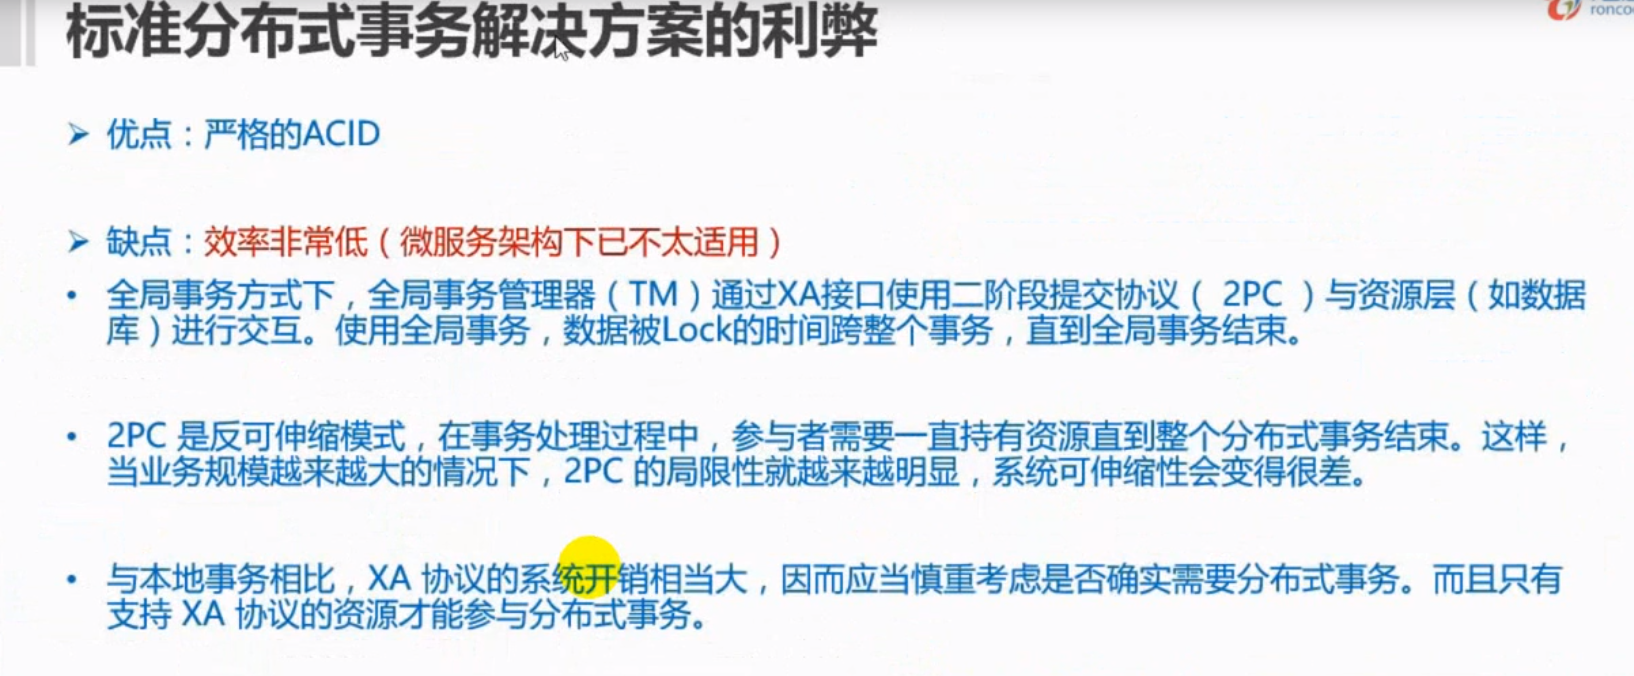 标准分布式事务解决方案的利弊
➢ 优点：严格的ACID
➢ 缺点：效率非常低（微服务架构下已不太适用）
• 全局事务方式下，全局事务管理器（TM）通过XA接口使用二阶段提交协议（ 2PC ）与资源层（如数据
库）进行交互。使用全局事务，数据被Lock的时间跨整个事务，直到全局事务结束。
• 2PC 是反可伸缩模式，在事务处理过程中，参与者需要一直持有资源直到整个分布式事务结束。这样，
当业务规模越来越大的情况下，2PC 的局限性就越来越明显，系统可伸缩性会变得很差。
• 与本地事务相比，XA 协议的系统开销相当大，因而应当慎重考虑是否确实需要分布式事务。而且只有
支持 XA 协议的资源才能参与分布式事务。